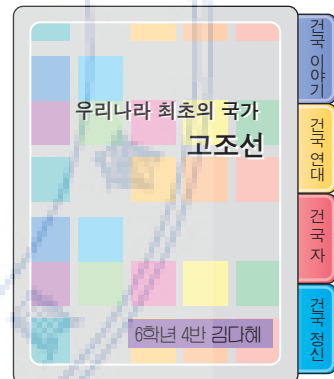 우리나라 최초의 국가
고조선
6학년 4반 김다혜
건국 이야기
건국 연대
건국자
건국 정신